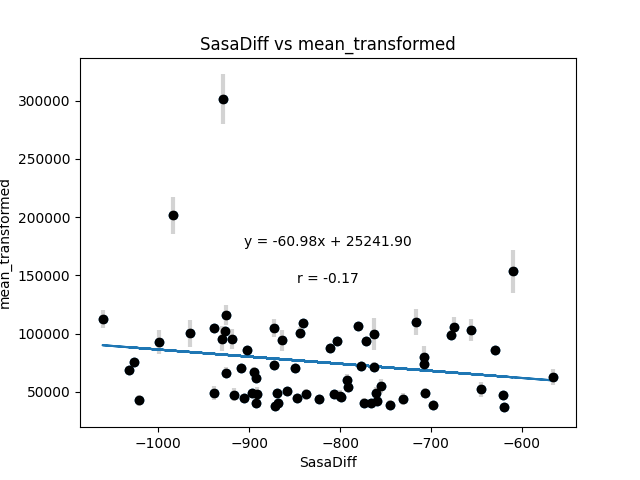 SasaDiff vs mean_transformed
300000
250000
200000
150000
100000
50000
mean_transformed
y = -60.98x + 25241.90
r = -0.17
−1000
−900
−800
−700
−600
SasaDiff